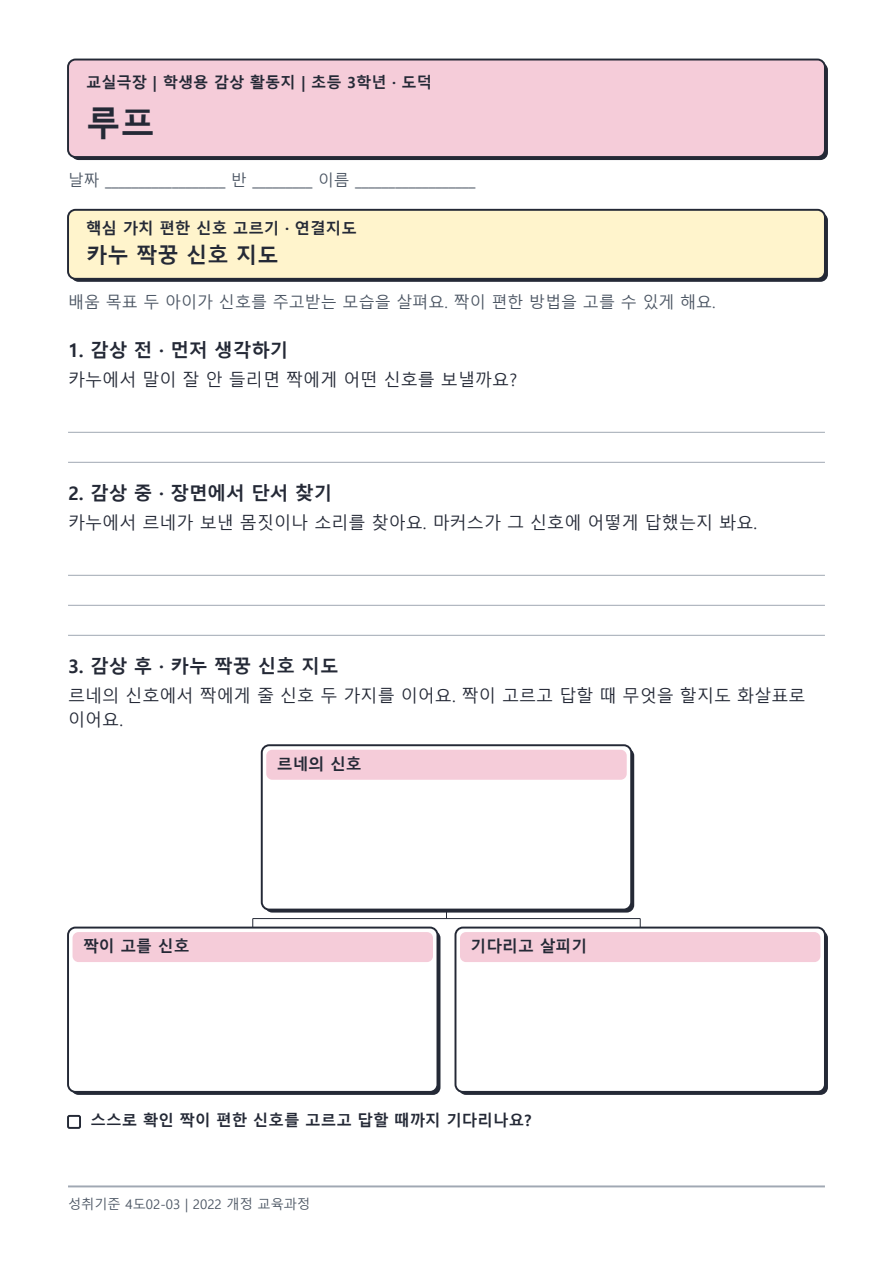 교실극장 | 학생용 감상 활동지 | 초등 3학년 · 도덕
루프
날짜 _______________ 반 _______ 이름 _______________
핵심 가치 편한 신호 고르기 · 연결지도
카누 짝꿍 신호 지도
배움 목표 두 아이가 신호를 주고받는 모습을 살펴요. 짝이 편한 방법을 고를 수 있게 해요.
1. 감상 전 · 먼저 생각하기
카누에서 말이 잘 안 들리면 짝에게 어떤 신호를 보낼까요?
2. 감상 중 · 장면에서 단서 찾기
카누에서 르네가 보낸 몸짓이나 소리를 찾아요. 마커스가 그 신호에 어떻게 답했는지 봐요.
3. 감상 후 · 카누 짝꿍 신호 지도
르네의 신호에서 짝에게 줄 신호 두 가지를 이어요. 짝이 고르고 답할 때 무엇을 할지도 화살표로
이어요.
르네의 신호
짝이 고를 신호
기다리고 살피기
스스로 확인 짝이 편한 신호를 고르고 답할 때까지 기다리나요?
성취기준 4도02-03 | 2022 개정 교육과정